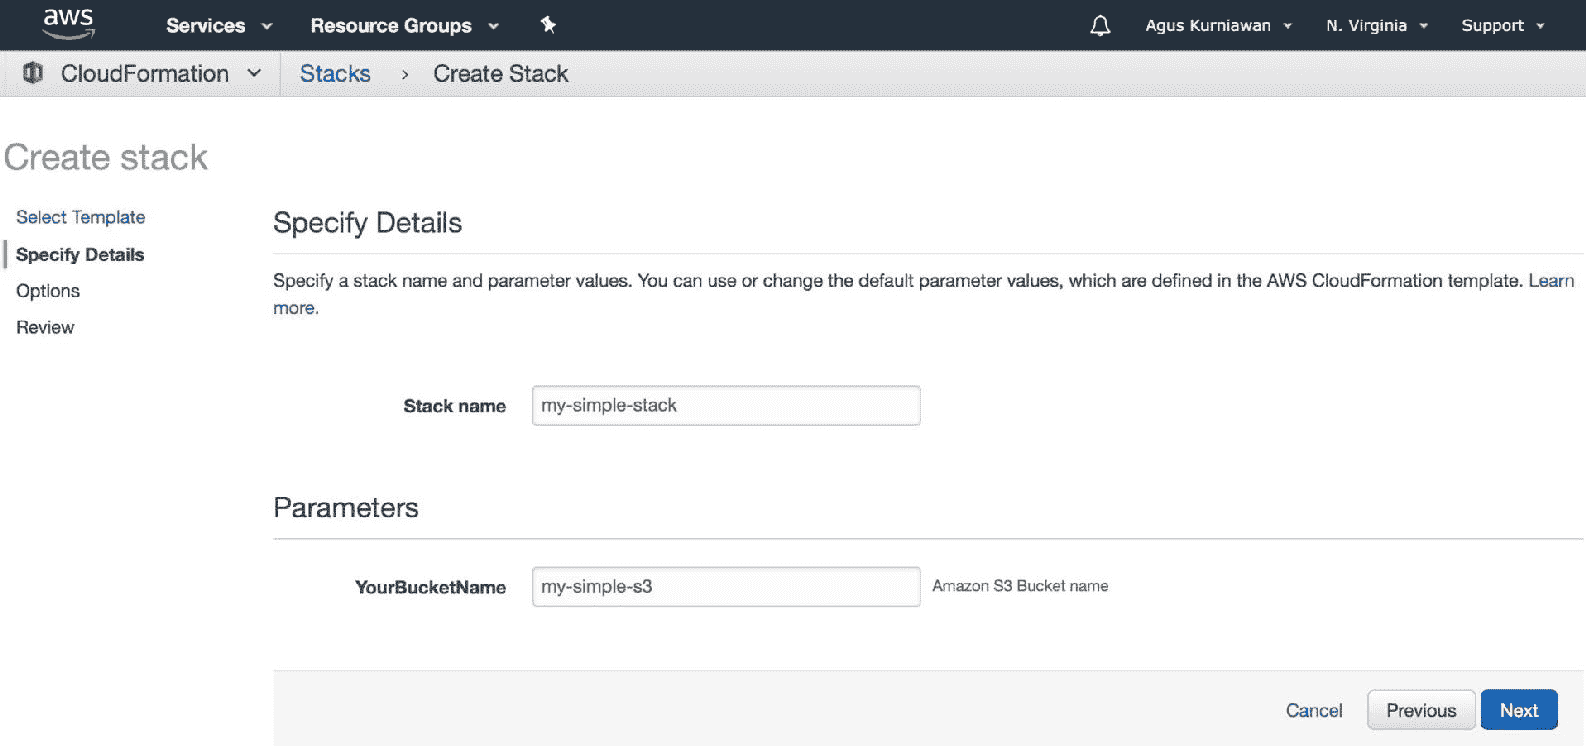 aws Services Resource Groups Agus Kurniawan N. Virginia Support
CloudFormation Stacks › Create Stack
Create stack
Select Template
Specify Details
Options
Review
Specify Details
Specify a stack name and parameter values. You can use or change the default parameter values, which are defined in the AWS CloudFormation template. Learn
more.
Stack name my-simple-stack
Parameters
YourBucketName my-simple-s3 Amazon S3 Bucket name
Cancel Previous Next